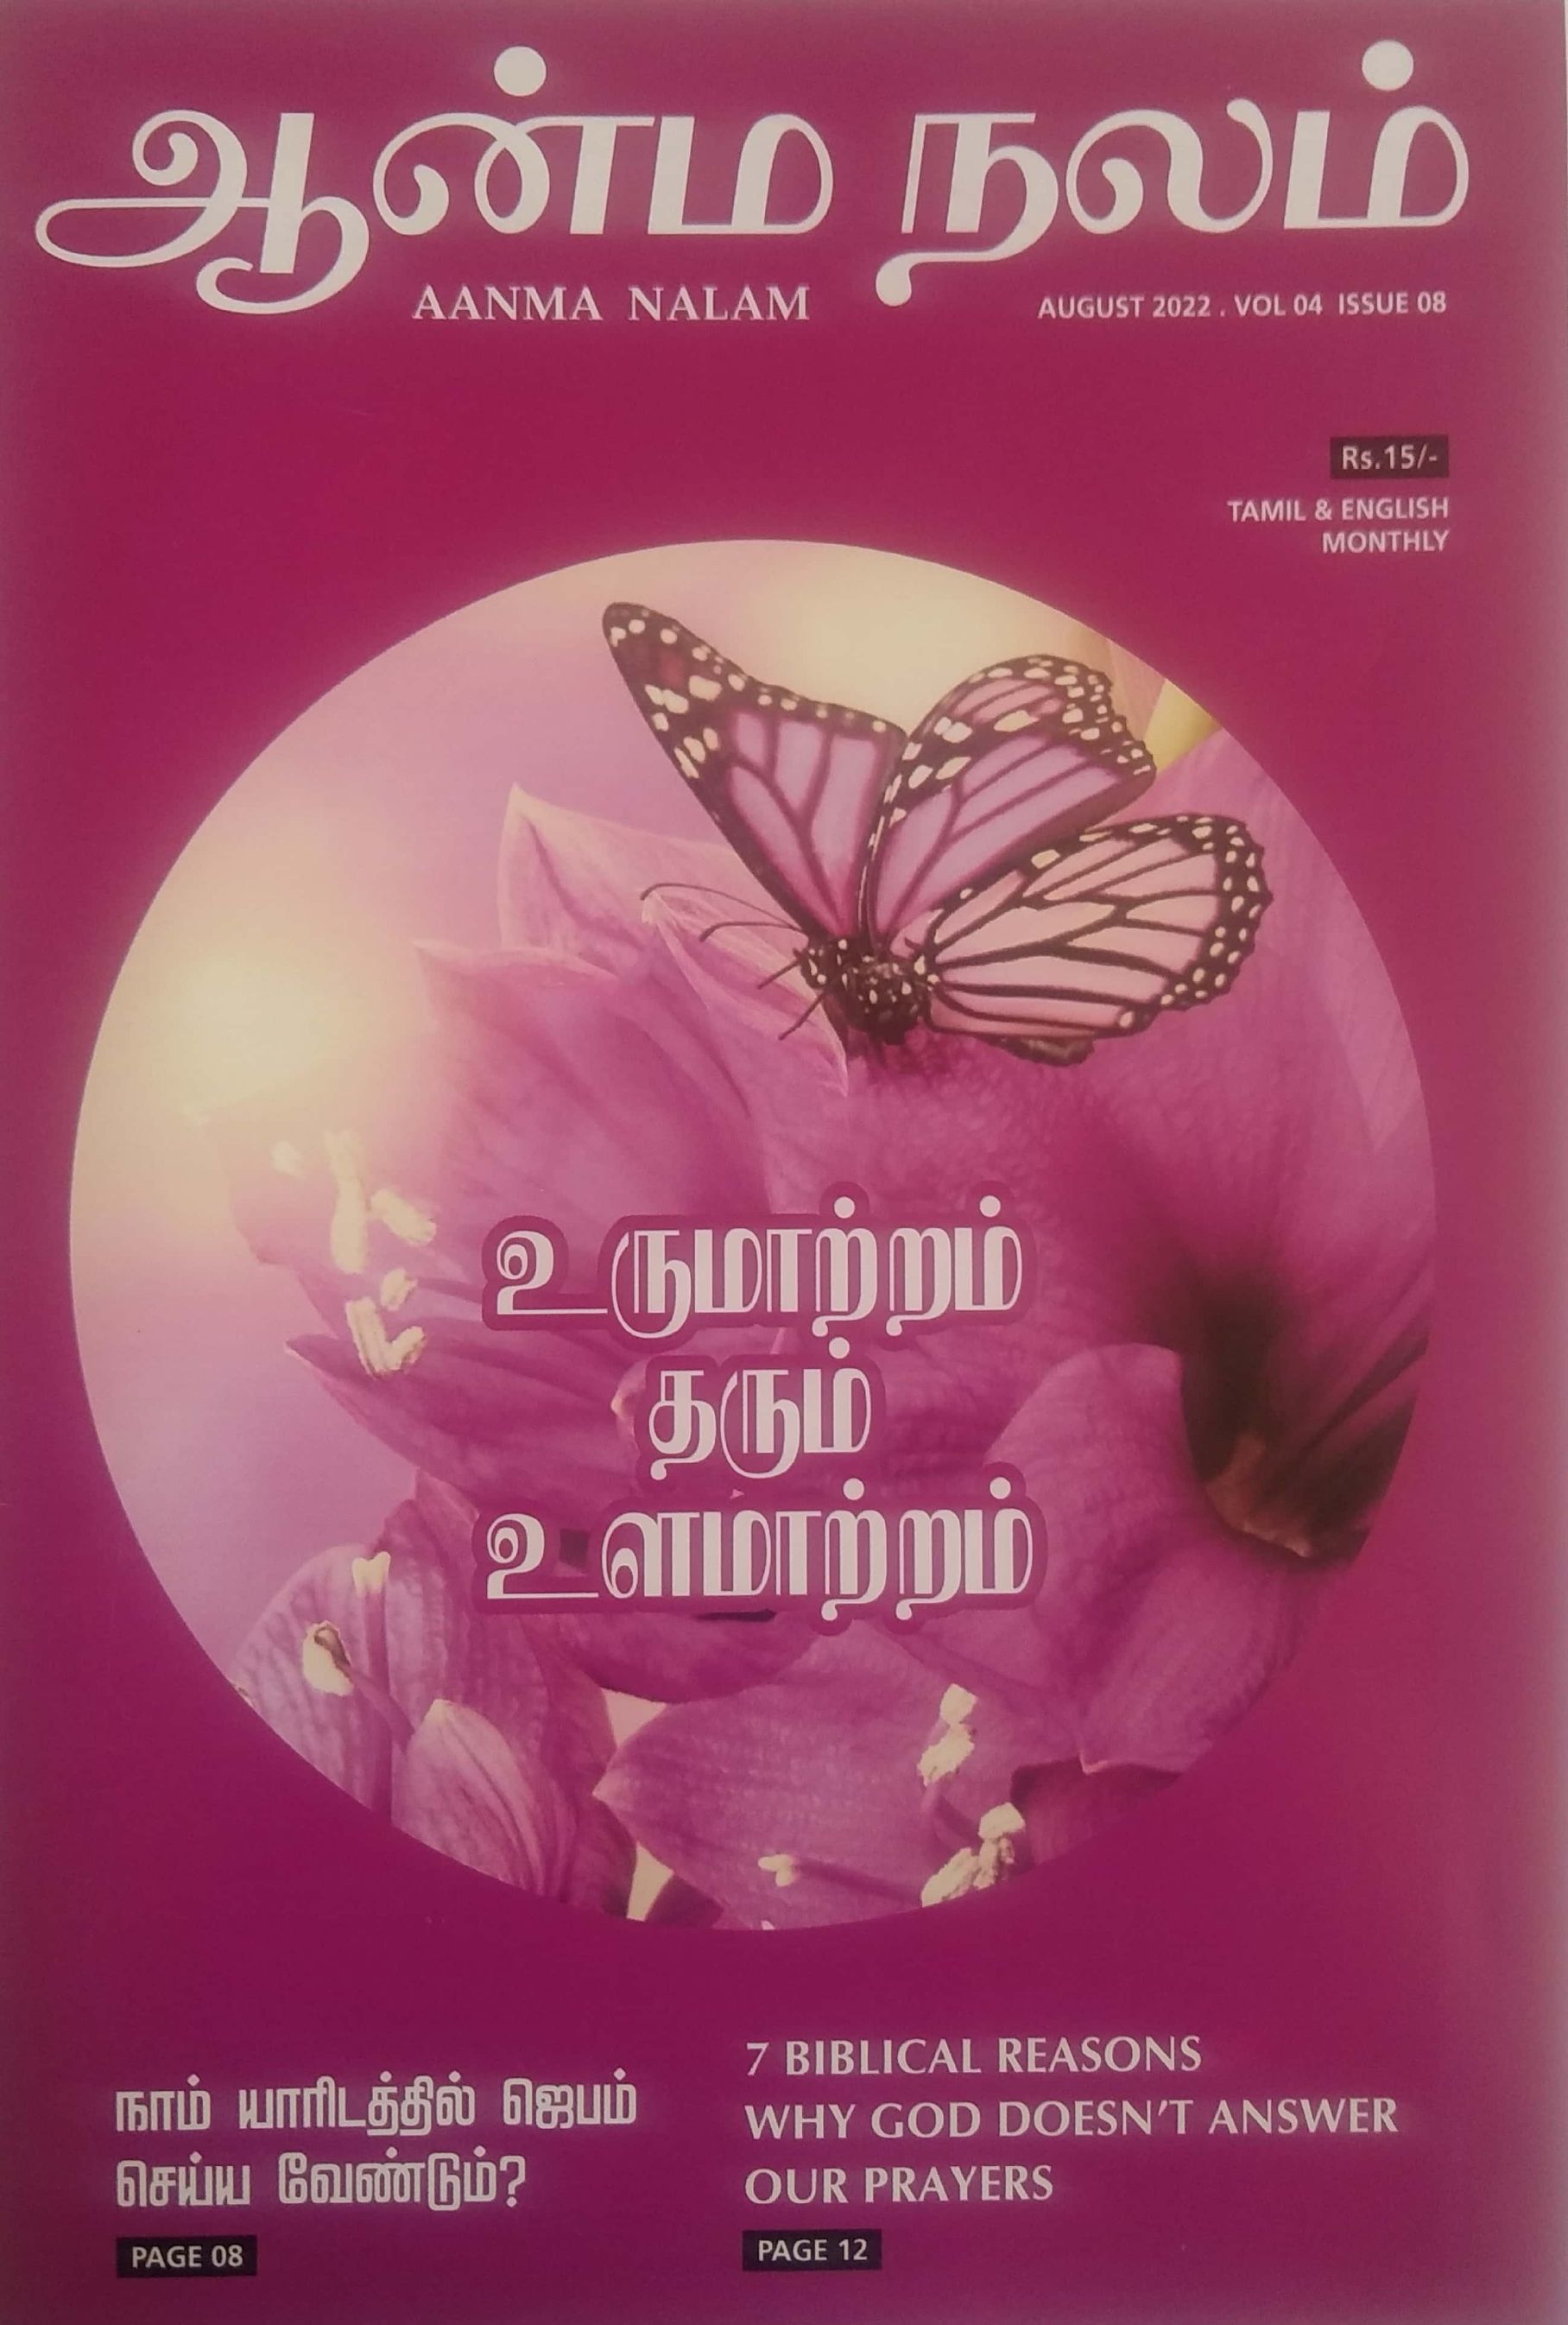 ஆன்ம நலம்
AANMA NALAM
AUGUST 2022 . VOL 04 ISSUE 08
Rs.15/-
TAMIL & ENGLISH
MONTHLY
உருமாற்றம்
தரும்
உளமாற்றம்
நாம் யாரிடத்தில் ஜெபம்
செய்ய வேண்டும்?
PAGE 08
7 BIBLICAL REASONS
WHY GOD DOESN'T ANSWER
OUR PRAYERS
PAGE 12